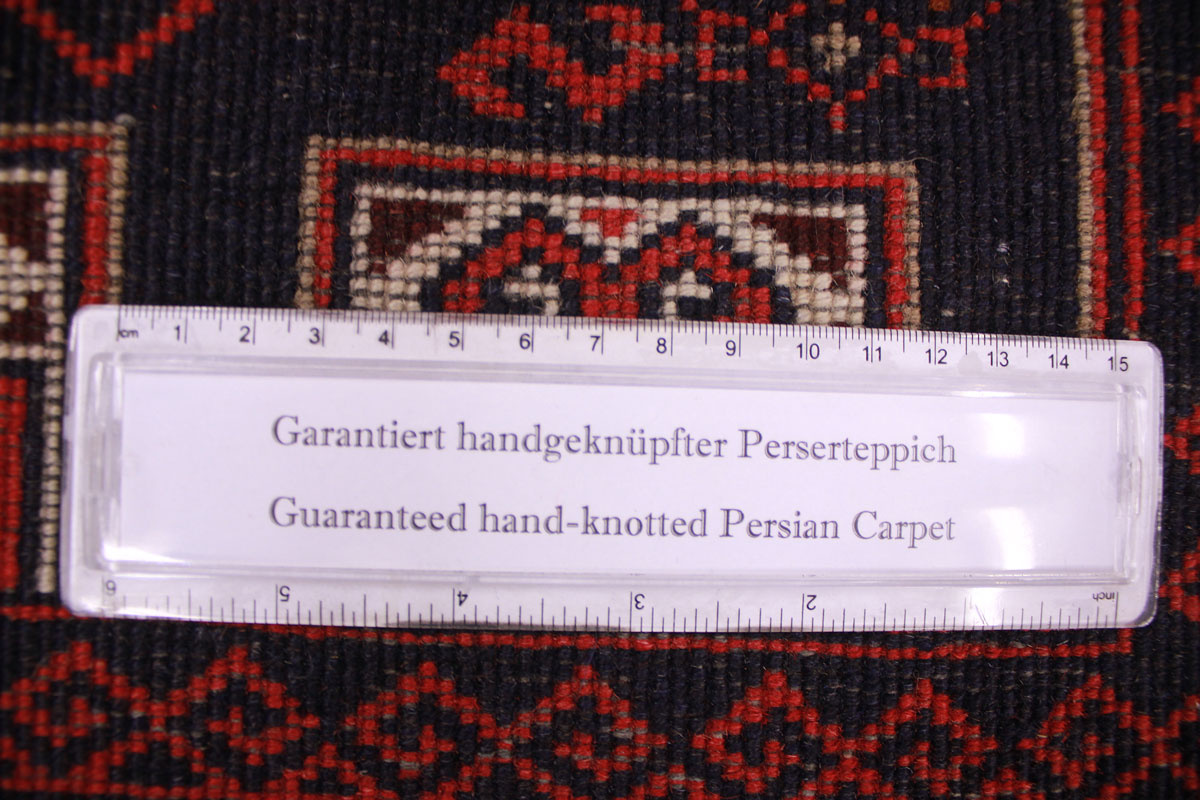 cm 1 2 3 4 5 6 7 8 9 10 11 12 13 14 15
Garantiert handgeknüpfter Perserteppich
Guaranteed hand-knotted Persian Carpet
6 5 4 3 2 inch